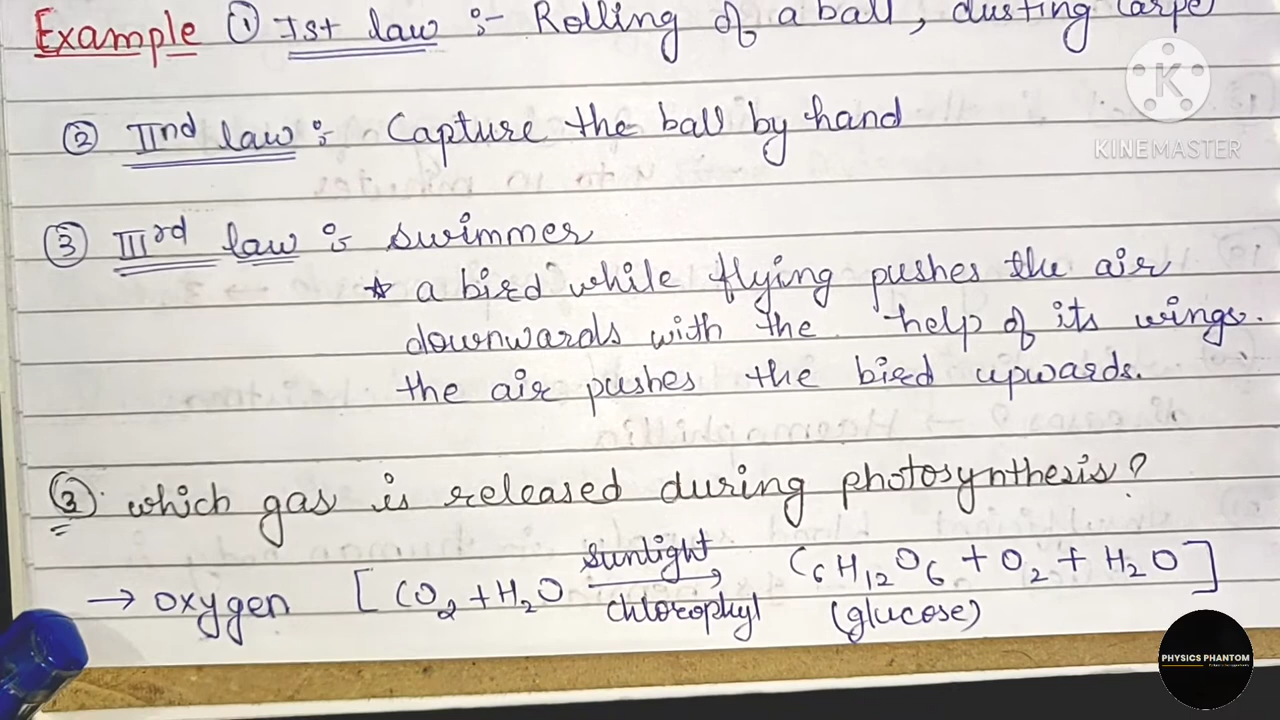 Example ① Ist law :- Rolling of a ball, dusting carpe
K
KINEMASTER
② IInd law :- Capture the ball by hand
③ IIIrd law :- swimmer
☆ a bird while flying pushes the air
downwards with the help of its wings.
the air pushes the bird upwards.
③. which gas is released during photosynthesis?
→ oxygen [CO₂ + H₂O sunlight → chlorophyl C₆H₁₂O₆ + O₂ + H₂O]
(glucose)
PHYSICS PHANTOM